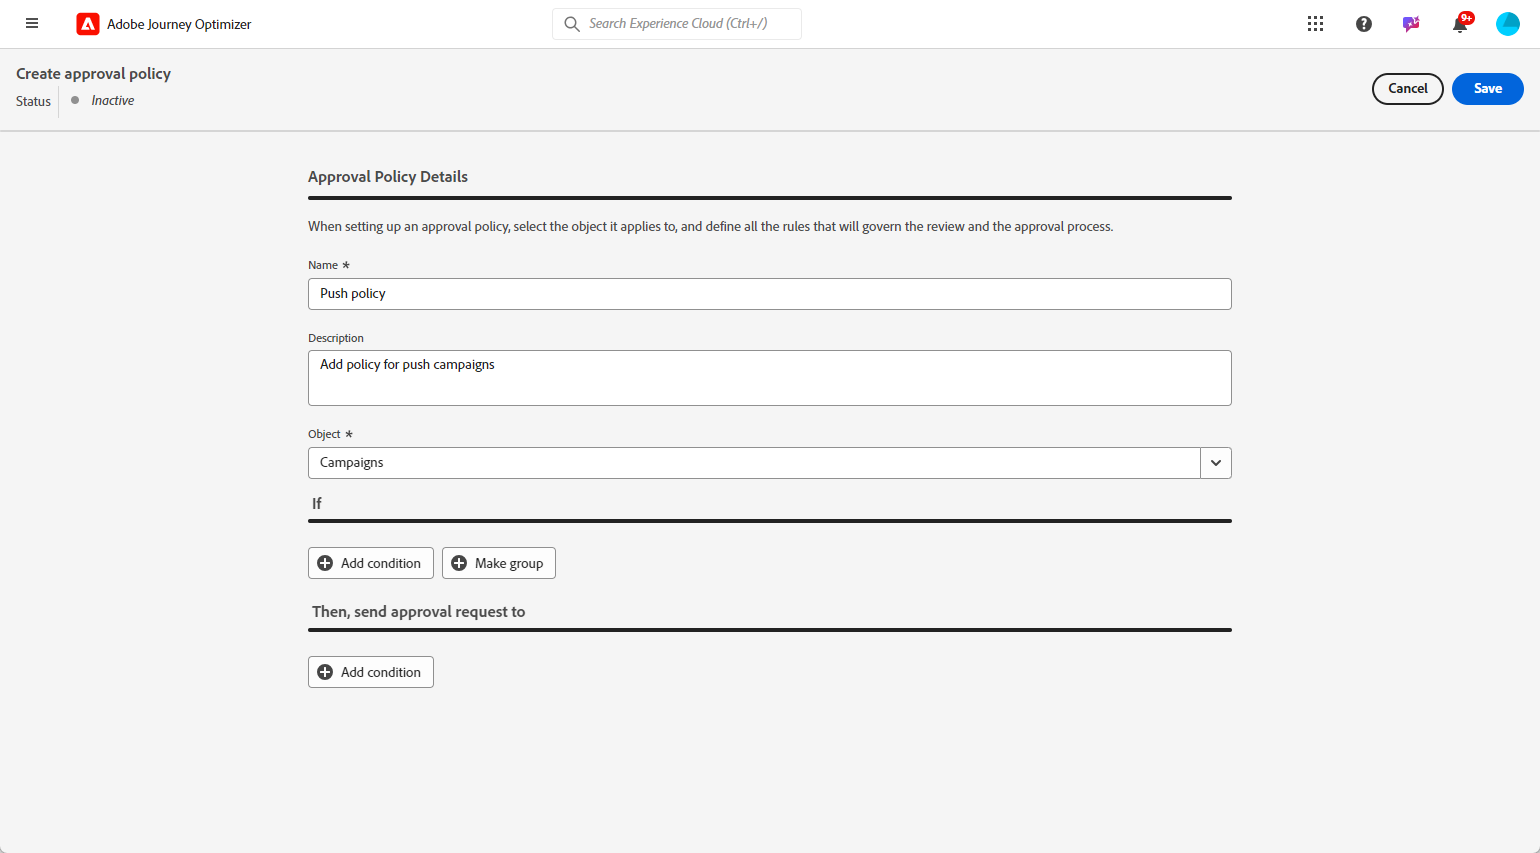 Adobe Journey Optimizer
Search Experience Cloud (Ctrl+/)
9+
Create approval policy
Status
Inactive
Cancel
Save
Approval Policy Details
When setting up an approval policy, select the object it applies to, and define all the rules that will govern the review and the approval process.
Name *
Push policy
Description
Add policy for push campaigns
Object *
Campaigns
If
Add condition
Make group
Then, send approval request to
Add condition